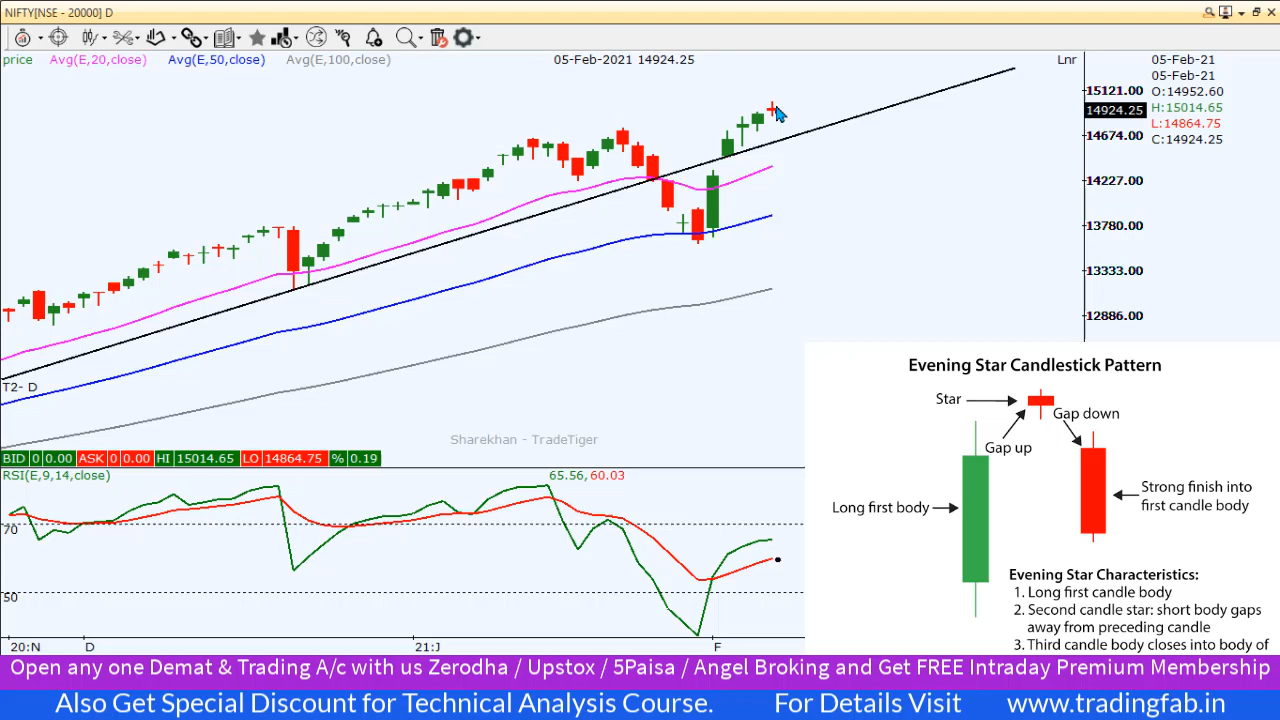 NIFTY[NSE - 20000] D
price Avg(E,20,close) Avg(E,50,close) Avg(E,100,close) 05-Feb-2021 14924.25 Lnr 05-Feb-21
05-Feb-21
O:14952.60
H:15014.65
L:14864.75
C:14924.25
15121.00
14924.25
14674.00
14227.00
13780.00
13333.00
12886.00
T2- D
Sharekhan - TradeTiger
BID 0 0.00 ASK 0 0.00 HI 15014.65 LO 14864.75 % 0.19
RSI(E,9,14,close) 65.56, 60.03
70
50
20:N D 21:J F
Evening Star Candlestick Pattern
Star
Gap down
Gap up
Long first body
Strong finish into
first candle body
Evening Star Characteristics:
1. Long first candle body
2. Second candle star: short body gaps
away from preceding candle
3. Third candle body closes into body of
Open any one Demat & Trading A/c with us Zerodha / Upstox / 5Paisa / Angel Broking and Get FREE Intraday Premium Membership
Also Get Special Discount for Technical Analysis Course. For Details Visit www.tradingfab.in